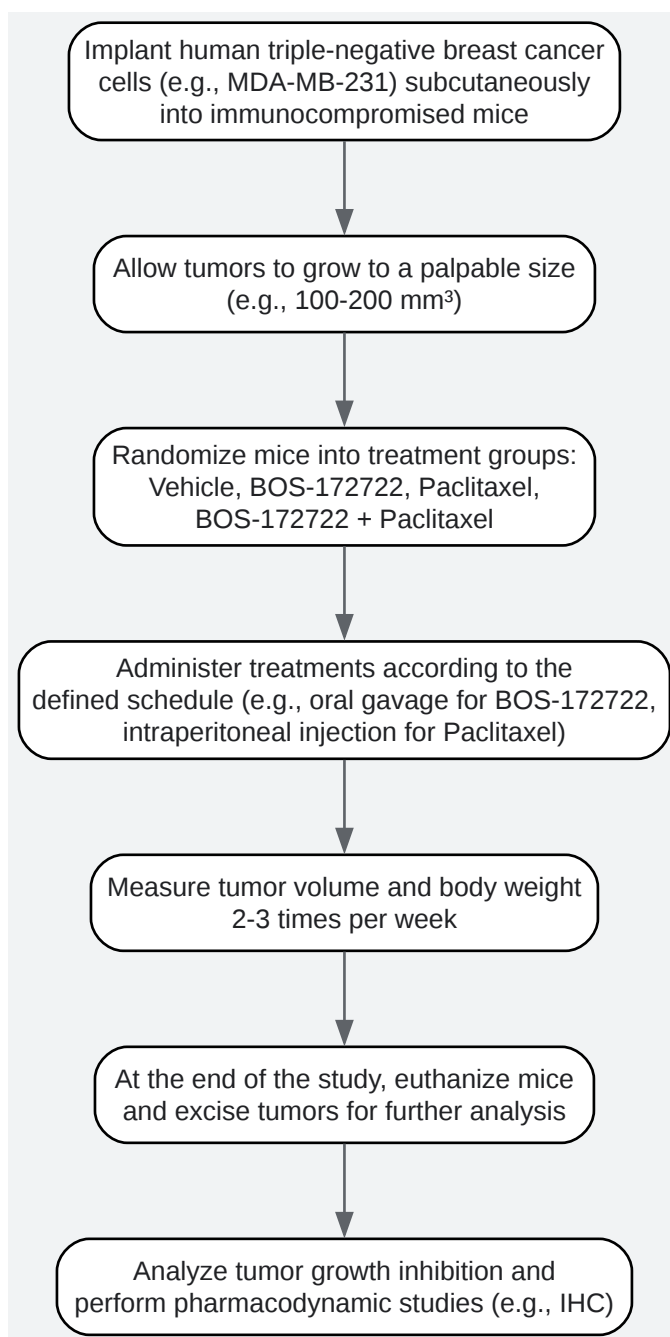 Implant human triple-negative breast cancer
cells (e.g., MDA-MB-231) subcutaneously
into immunocompromised mice
Allow tumors to grow to a palpable size
(e.g., 100-200 mm³)
Randomize mice into treatment groups:
Vehicle, BOS-172722, Paclitaxel,
BOS-172722 + Paclitaxel
Administer treatments according to the
defined schedule (e.g., oral gavage for BOS-172722,
intraperitoneal injection for Paclitaxel)
Measure tumor volume and body weight
2-3 times per week
At the end of the study, euthanize mice
and excise tumors for further analysis
Analyze tumor growth inhibition and
perform pharmacodynamic studies (e.g., IHC)